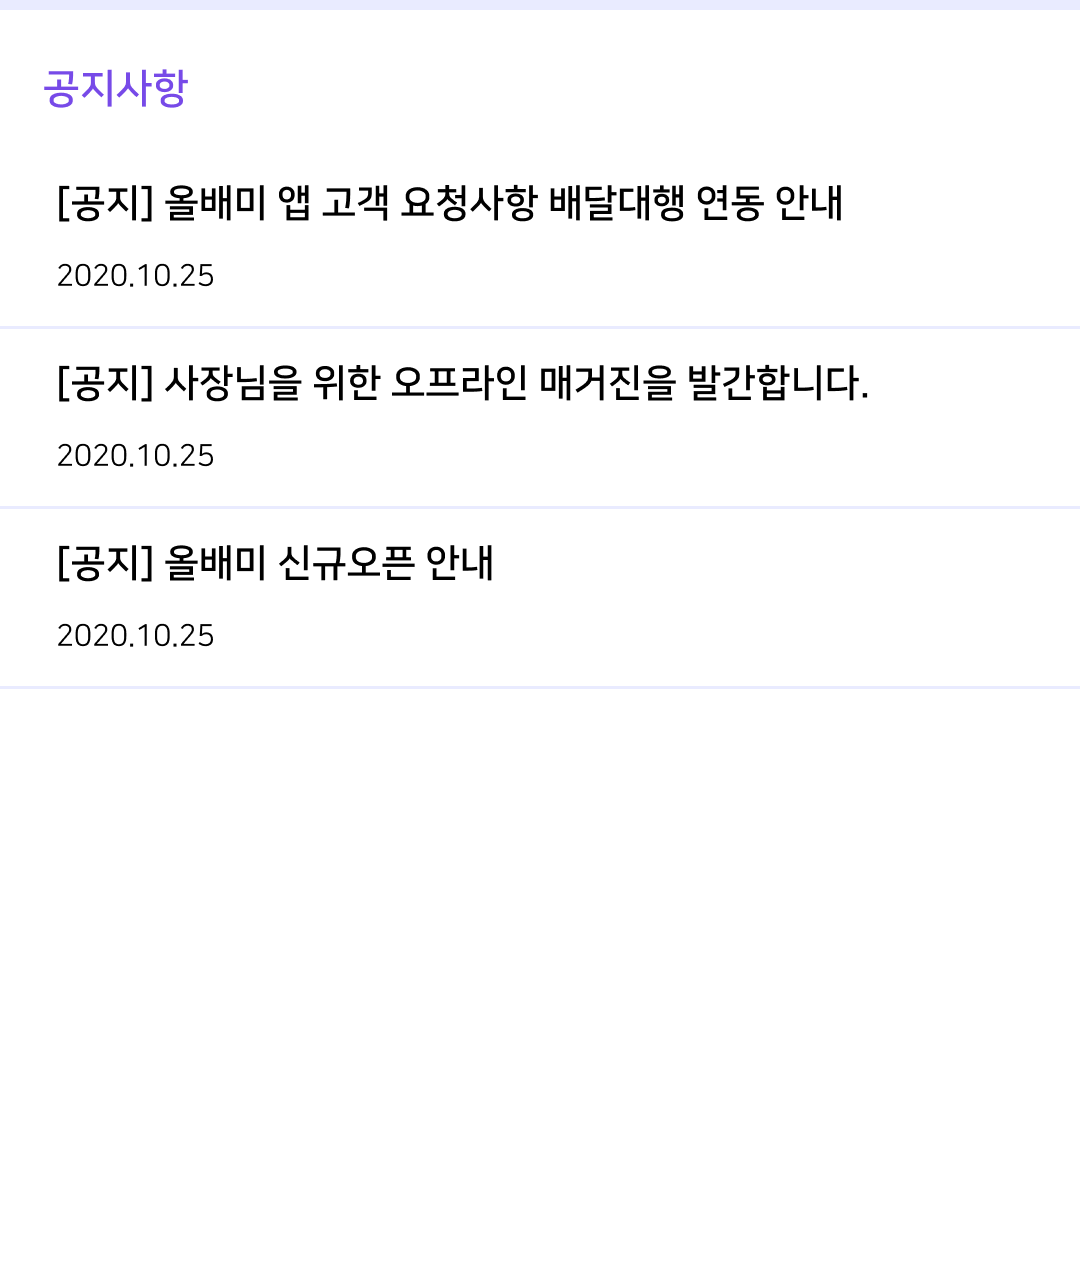 공지사항
[공지] 올배미 앱 고객 요청사항 배달대행 연동 안내
2020.10.25
[공지] 사장님을 위한 오프라인 매거진을 발간합니다.
2020.10.25
[공지] 올배미 신규오픈 안내
2020.10.25